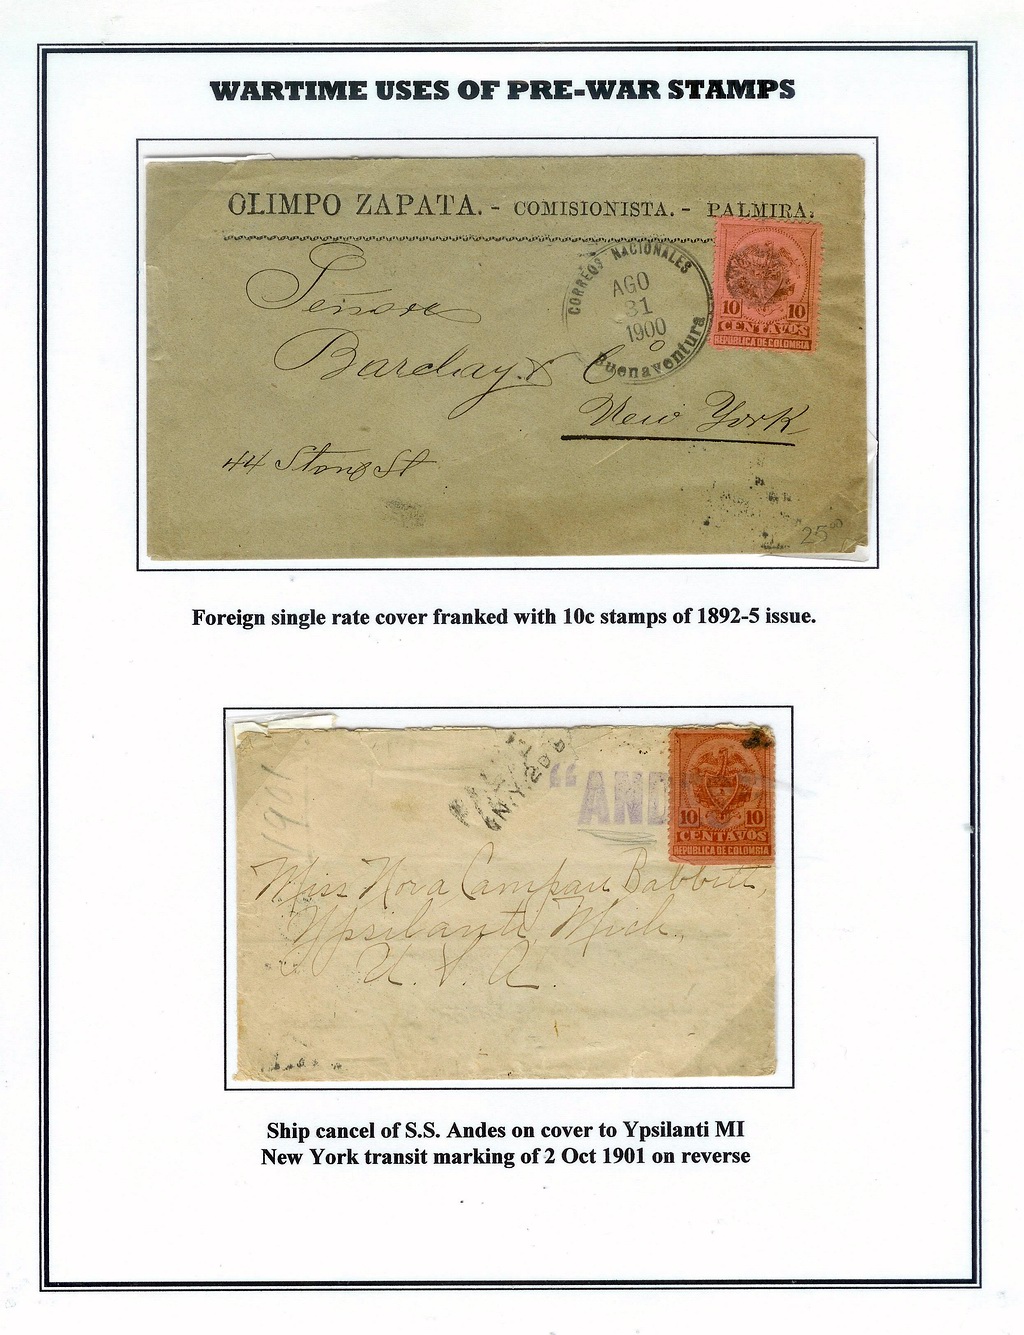 WARTIME USES OF PRE-WAR STAMPS
OLIMPO ZAPATA. - COMISIONISTA. - PALMIRA.
CORREOS NACIONALES
AGO
31
1900
Buenaventura
10 10
CENTAVOS
REPUBLICA DE COLOMBIA
Señores
Barclay & Co
New York
44 Stone St
25 00
Foreign single rate cover franked with 10c stamps of 1892-5 issue.
1901
N.Y.
"ANDES
10 10
CENTAVOS
REPUBLICA DE COLOMBIA
Miss Nora Babbitt,
Ypsilanti, Mich.,
U. S. A.
Ship cancel of S.S. Andes on cover to Ypsilanti MI
New York transit marking of 2 Oct 1901 on reverse